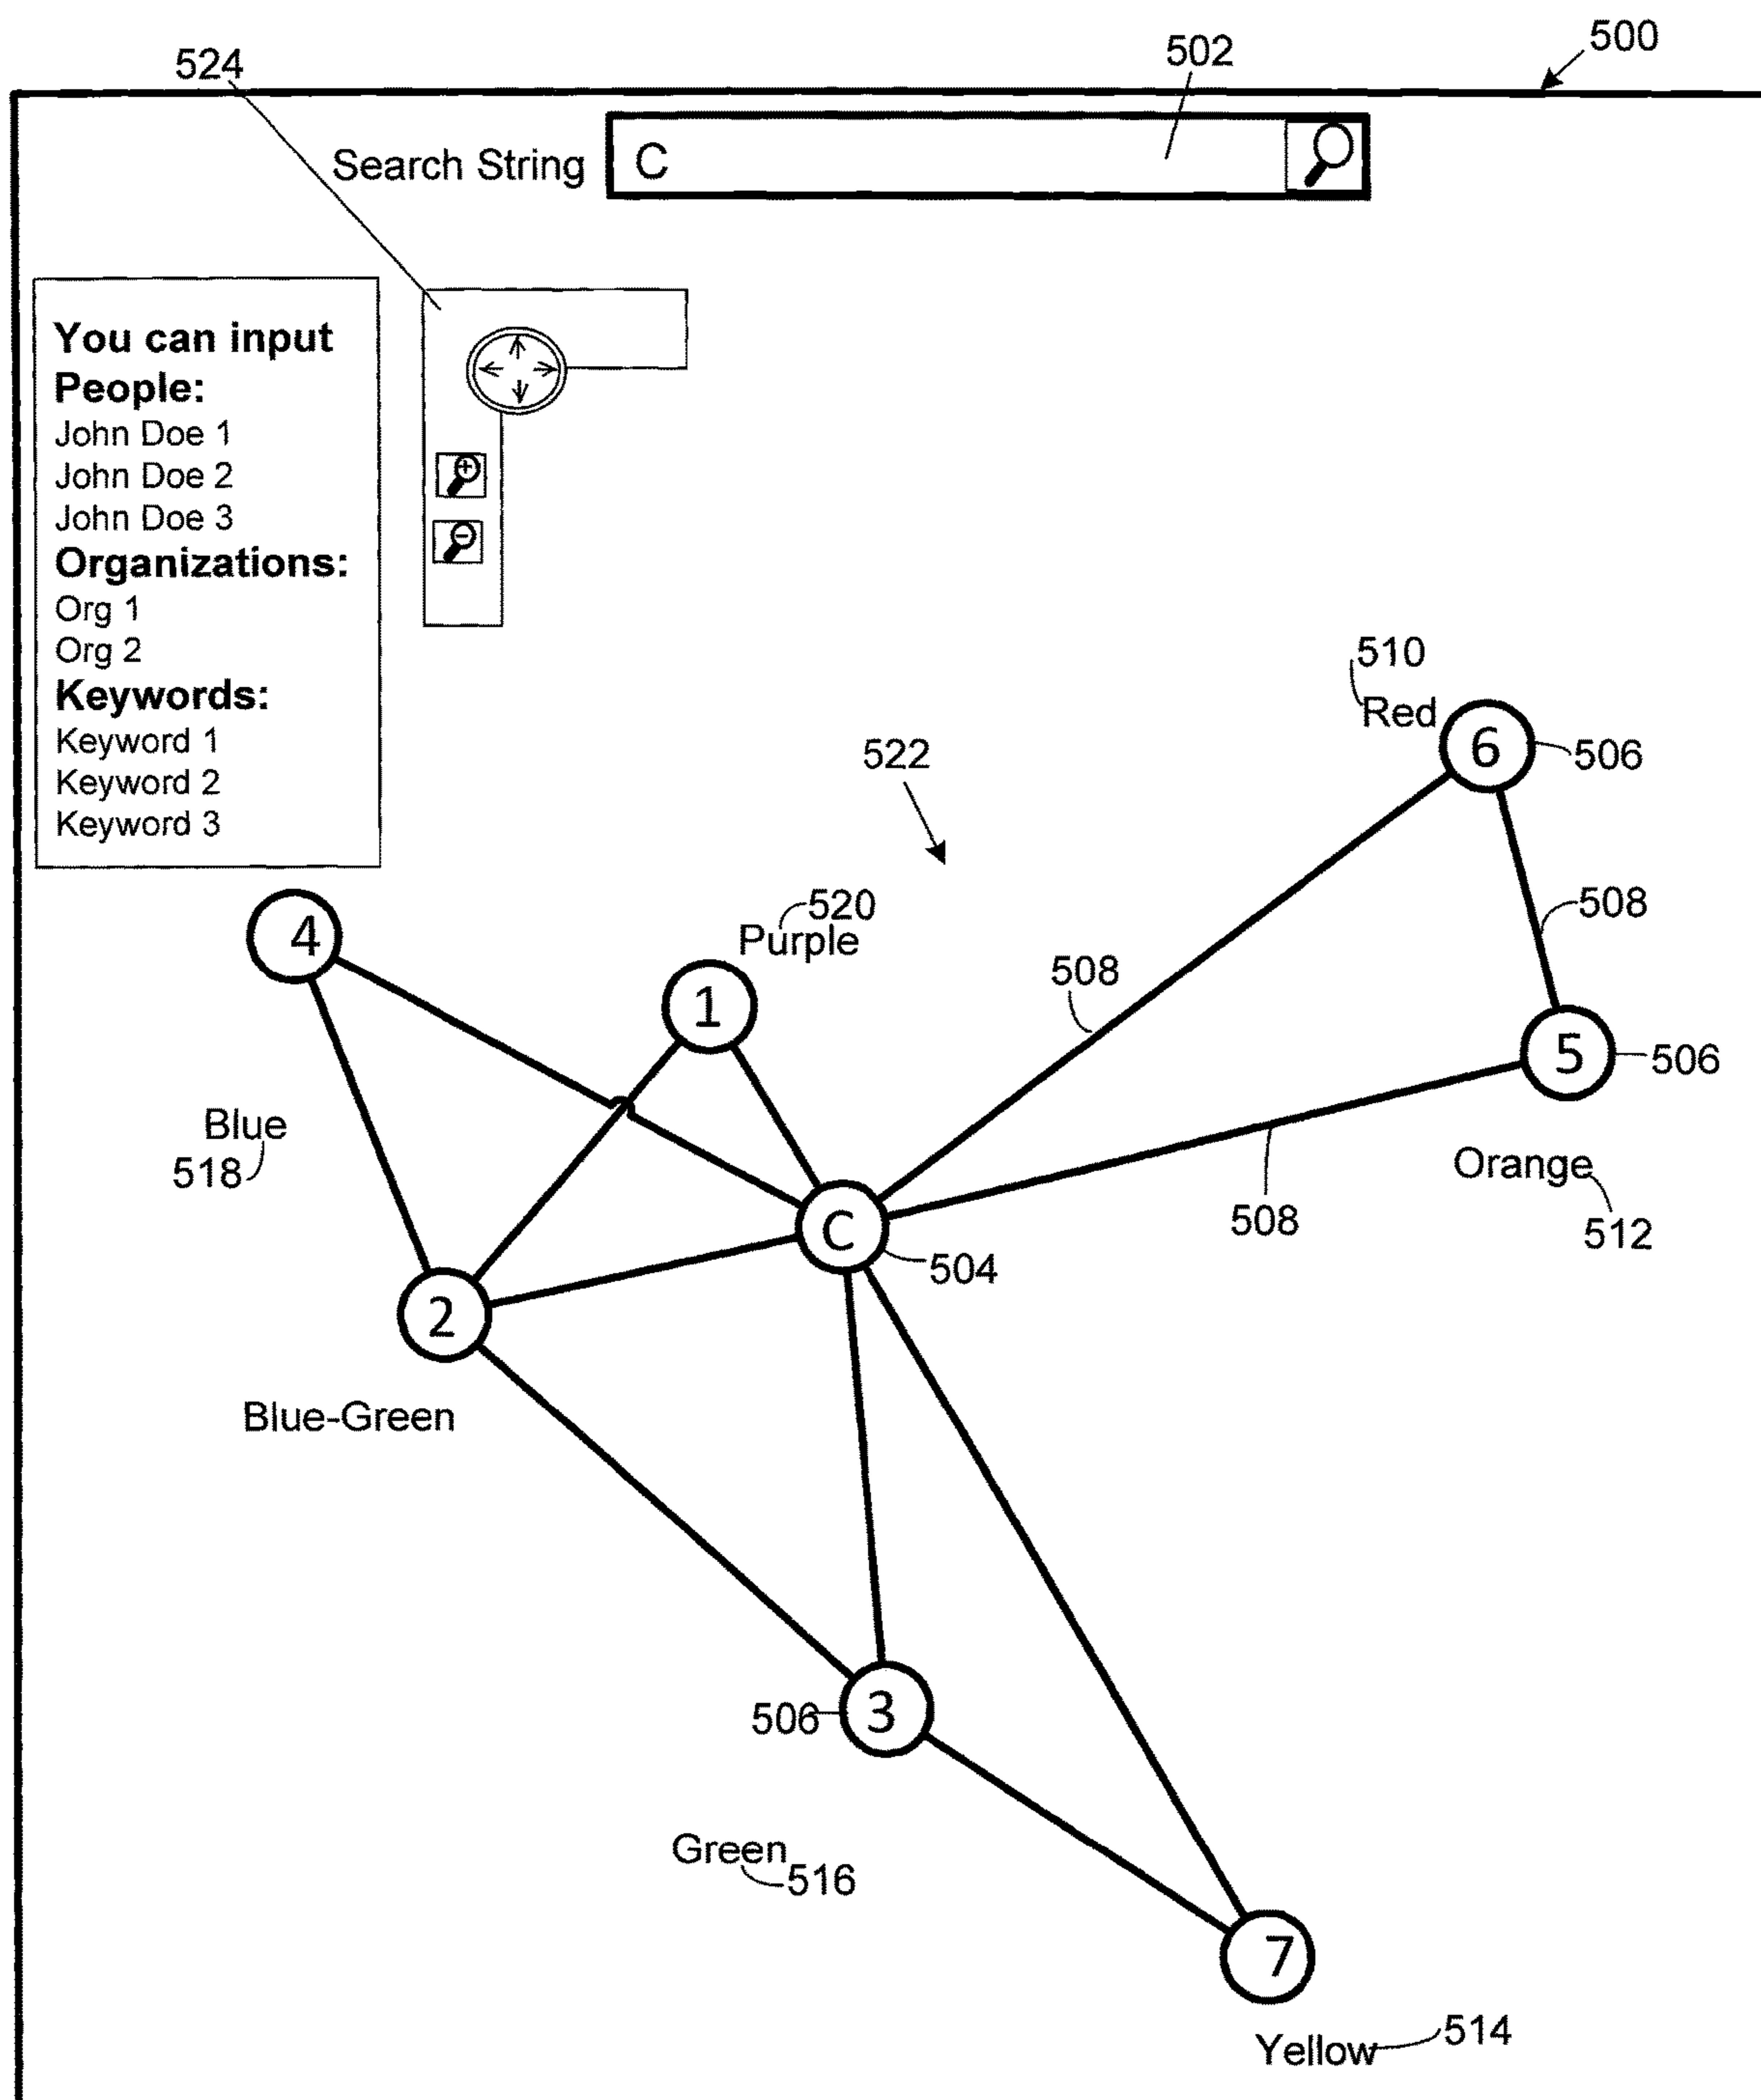 500
502
524
Search String
C
You can input
People:
John Doe 1
John Doe 2
John Doe 3
Organizations:
Org 1
Org 2
Keywords:
Keyword 1
Keyword 2
Keyword 3
510
Red
6
506
522
508
520
Purple
4
1
508
5
506
Blue
518
Orange
512
508
C
504
2
Blue-Green
506
3
Green
516
7
Yellow
514